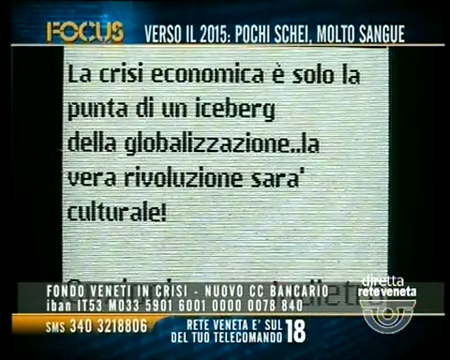 FOCUS VERSO IL 2015: POCHI SCHEI, MOLTO SANGUE
La crisi economica è solo la
punta di un iceberg
della globalizzazione..la
vera rivoluzione sara'
culturale!
FONDO VENETI IN CRISI - NUOVO CC BANCARIO
iban IT53 M033 5901 6001 0000 0078 840
diretta
reteveneta
SMS 340 3218806
RETE VENETA E' SUL
DEL TUO TELECOMANDO 18